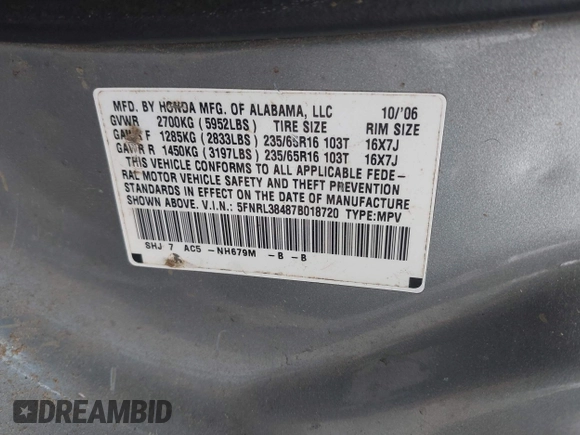 MFD. BY HONDA MFG. OF ALABAMA, LLC 10/'06
GVWR 2700KG (5952LBS) TIRE SIZE RIM SIZE
GAWR F 1285KG (2833LBS) 235/65R16 103T 16X7J
GAWR R 1450KG (3197LBS) 235/65R16 103T 16X7J
THIS VEHICLE CONFORMS TO ALL APPLICABLE FEDE-
RAL MOTOR VEHICLE SAFETY AND THEFT PREVENTION
STANDARDS IN EFFECT ON THE DATE OF MANUFACTURE
SHOWN ABOVE. V.I.N.: 5FNRL38487B018720 TYPE:MPV
SHJ 7 AC5 -NH679M -B -B
DREAMBID